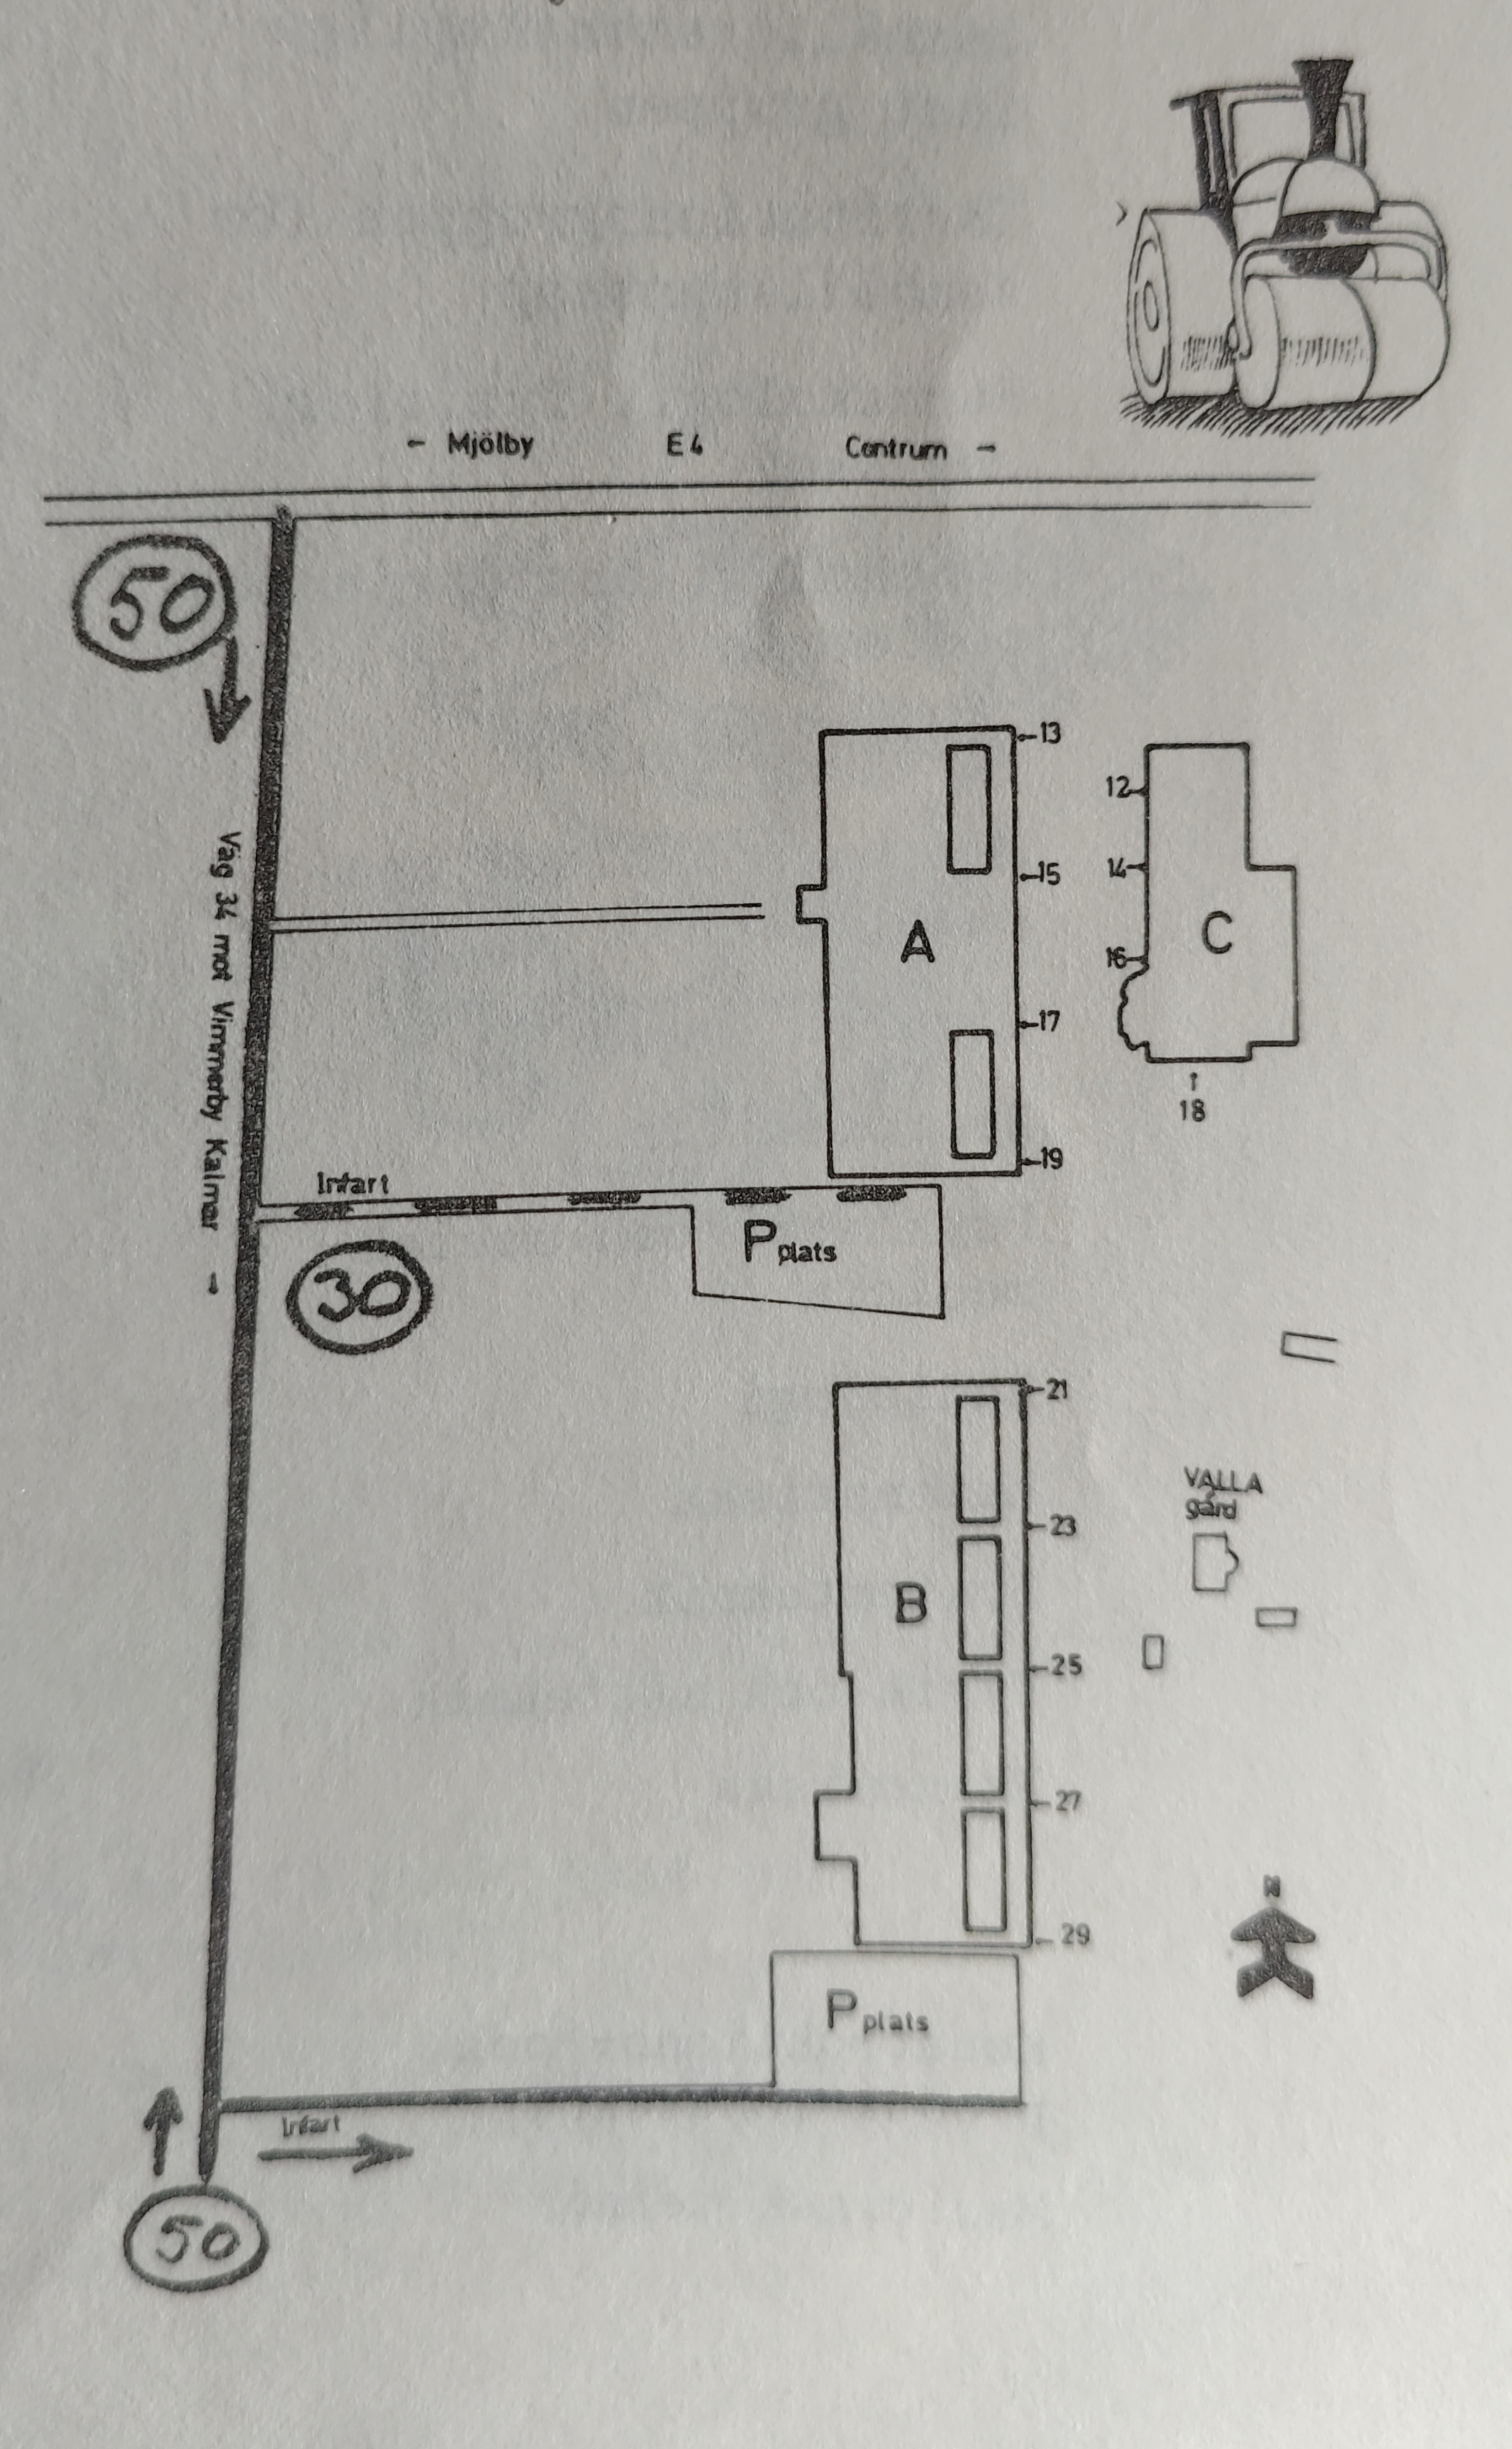 ← Mjölby E4 Centrum →
50
13
12
15
14
Väg 34 mot Vimmerby Kalmar →
A
C
16
17
18
19
Infart
P plats
30
21
VALLA
gård
23
B
25
27
N
29
P plats
Infart
50